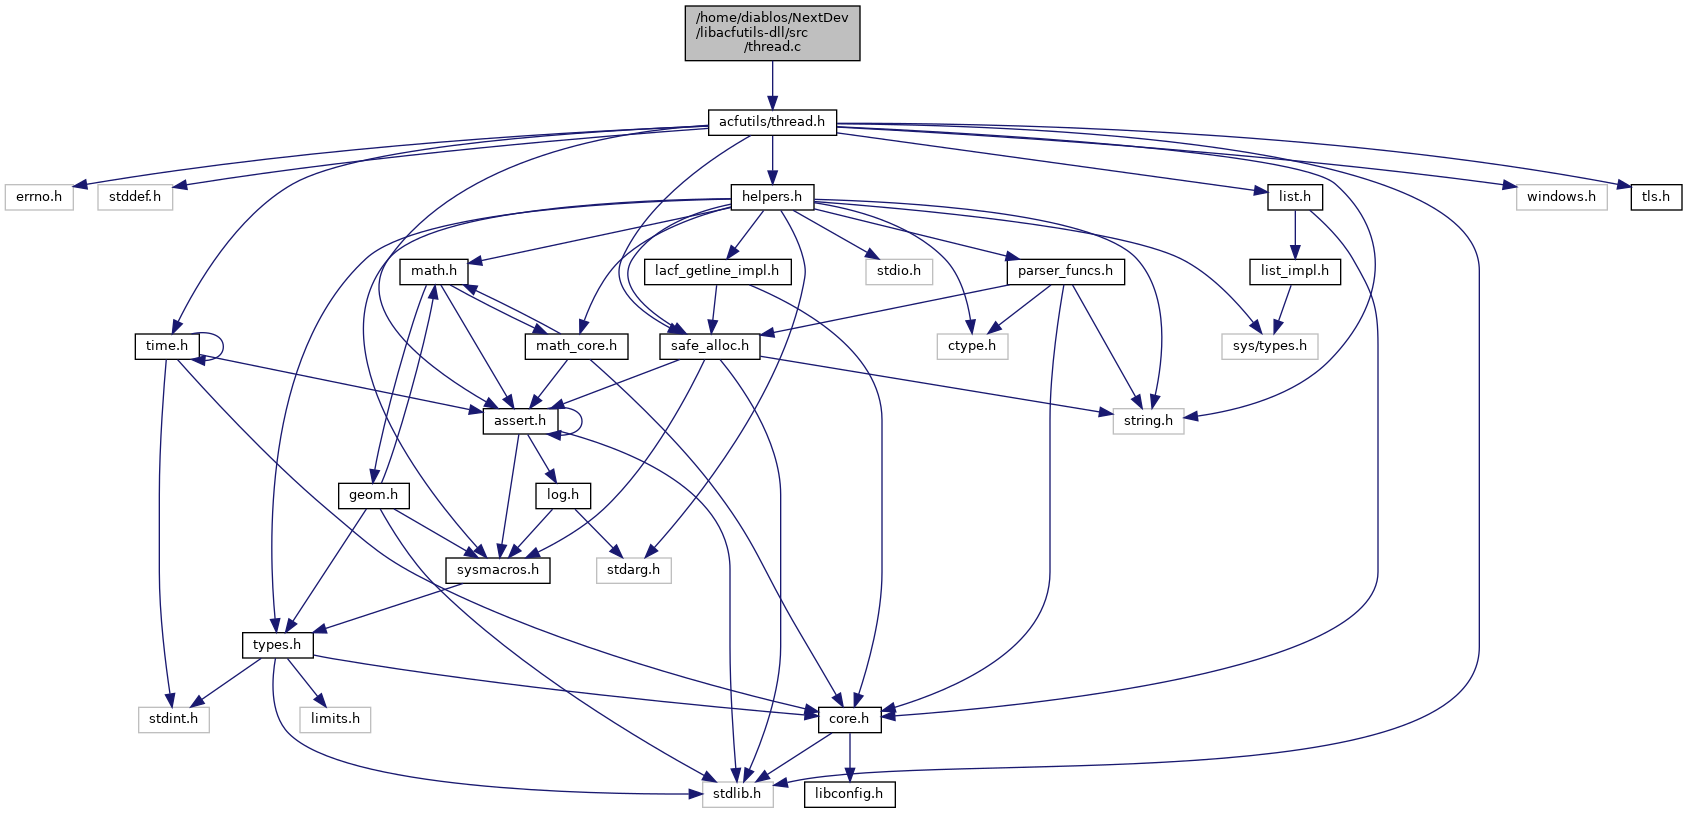 /home/diablos/NextDev
/libacfutils-dll/src
/thread.c
acfutils/thread.h
errno.h
stddef.h
helpers.h
list.h
windows.h
tls.h
math.h
lacf_getline_impl.h
stdio.h
parser_funcs.h
list_impl.h
time.h
math_core.h
safe_alloc.h
ctype.h
sys/types.h
assert.h
string.h
geom.h
log.h
sysmacros.h
stdarg.h
types.h
stdint.h
limits.h
core.h
stdlib.h
libconfig.h